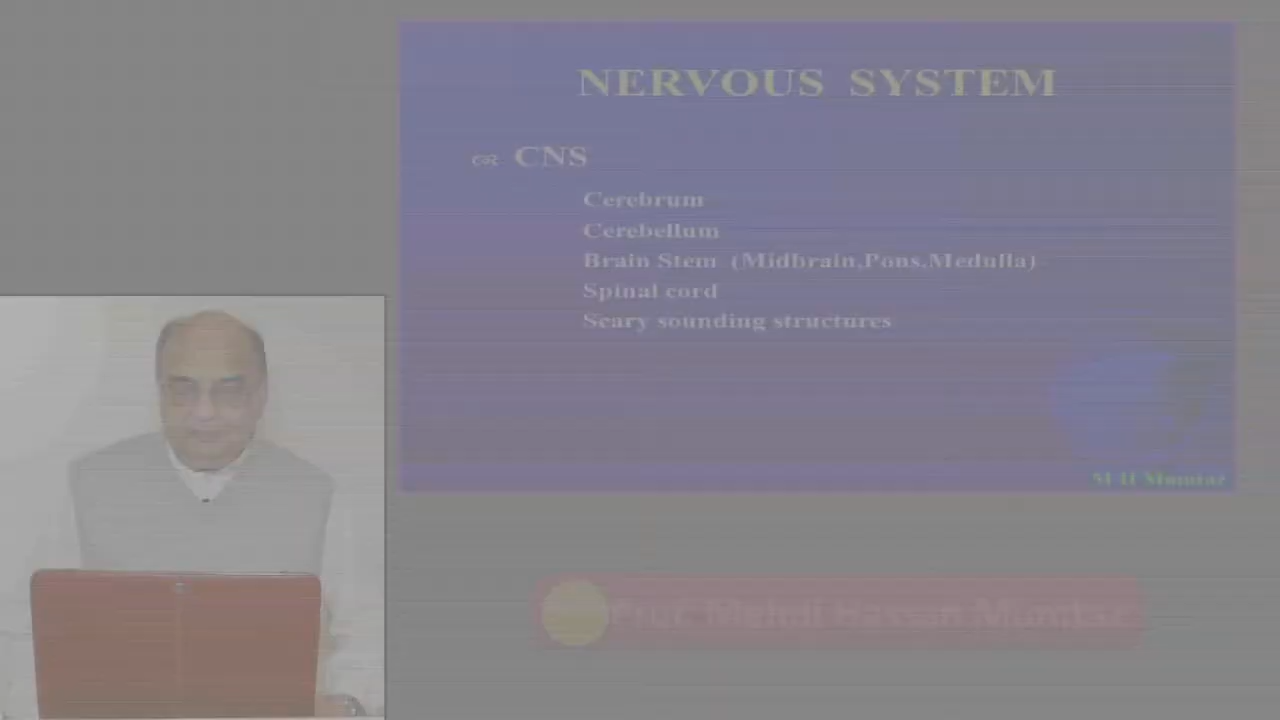 NERVOUS SYSTEM
CNS
Cerebrum
Cerebellum
Brain Stem (Midbrain,Pons,Medulla)
Spinal cord
Scary sounding structures
M H Mumtaz
Prof. Mehdi Hassan Mumtaz